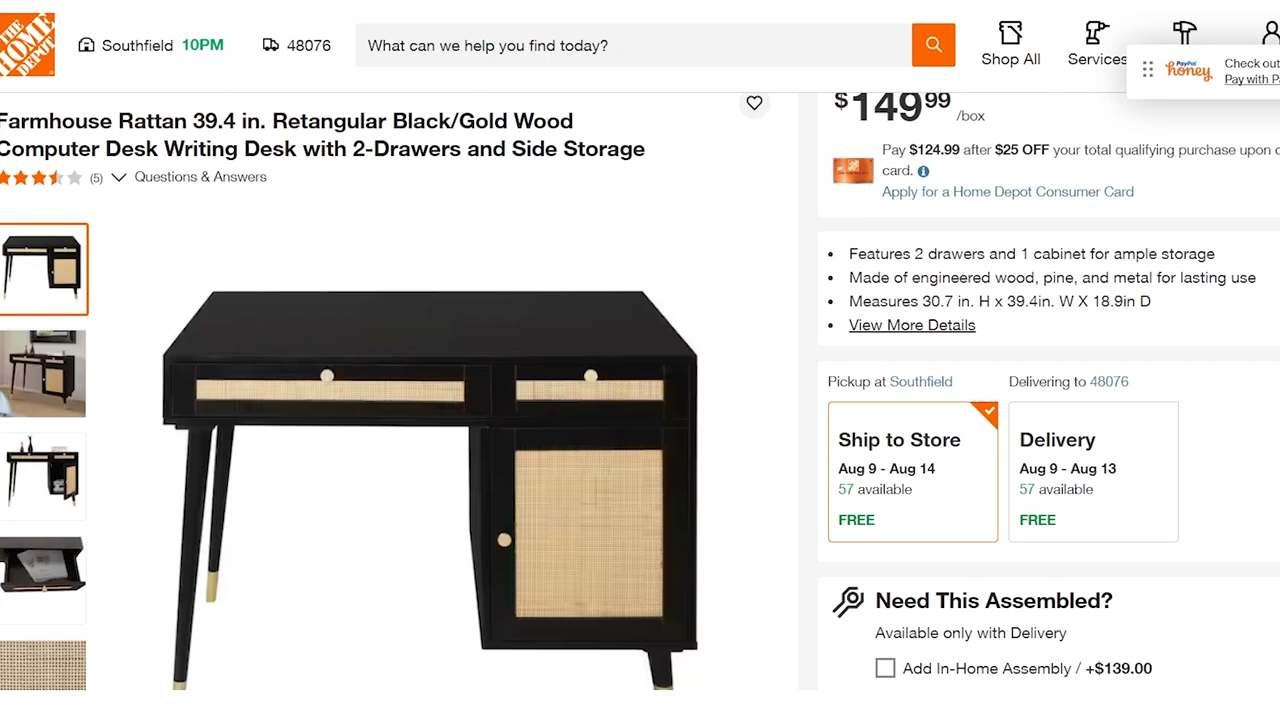 THE HOME DEPOT
Southfield 10PM
48076
What can we help you find today?
Shop All
Services
PayPal
honey
Check out
Pay with P
Farmhouse Rattan 39.4 in. Retangular Black/Gold Wood
Computer Desk Writing Desk with 2-Drawers and Side Storage
(5)
Questions & Answers
$149 99 /box
Pay $124.99 after $25 OFF your total qualifying purchase upon
card.
Apply for a Home Depot Consumer Card
Features 2 drawers and 1 cabinet for ample storage
Made of engineered wood, pine, and metal for lasting use
Measures 30.7 in. H x 39.4in. W X 18.9in D
View More Details
Pickup at Southfield
Delivering to 48076
Ship to Store
Aug 9 - Aug 14
57 available
FREE
Delivery
Aug 9 - Aug 13
57 available
FREE
Need This Assembled?
Available only with Delivery
Add In-Home Assembly / +$139.00